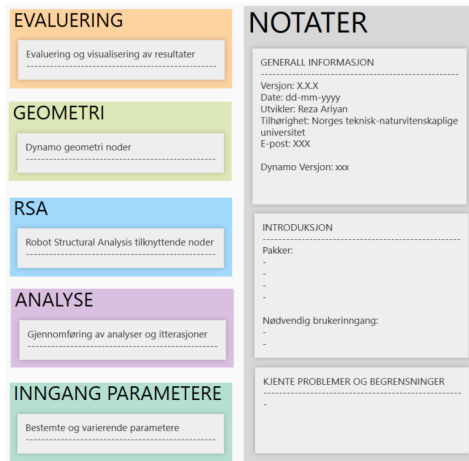 EVALUERING
Evaluering og visualisering av resultater
--------------------------------------------
GEOMETRI
Dynamo geometri noder
--------------------------------------------
RSA
Robot Structural Analysis tilknyttende noder
--------------------------------------------
ANALYSE
Gjennomføring av analyser og itterasjoner
--------------------------------------------
INNGANG PARAMETERE
Bestemte og varierende parametere
--------------------------------------------
NOTATER
GENERALL INFORMASJON
--------------------------------------------
Versjon: X.X.X
Date: dd-mm-yyyy
Utvikler: Reza Ariyan
Tilhørighet: Norges teknisk-naturvitenskaplige
universitet
E-post: XXX
Dynamo Versjon: xxx
INTRODUKSJON
--------------------------------------------
Pakker:
-
-
-
-
Nødvendig brukerinngang:
-
-
KJENTE PROBLEMER OG BEGRENSNINGER
--------------------------------------------
-